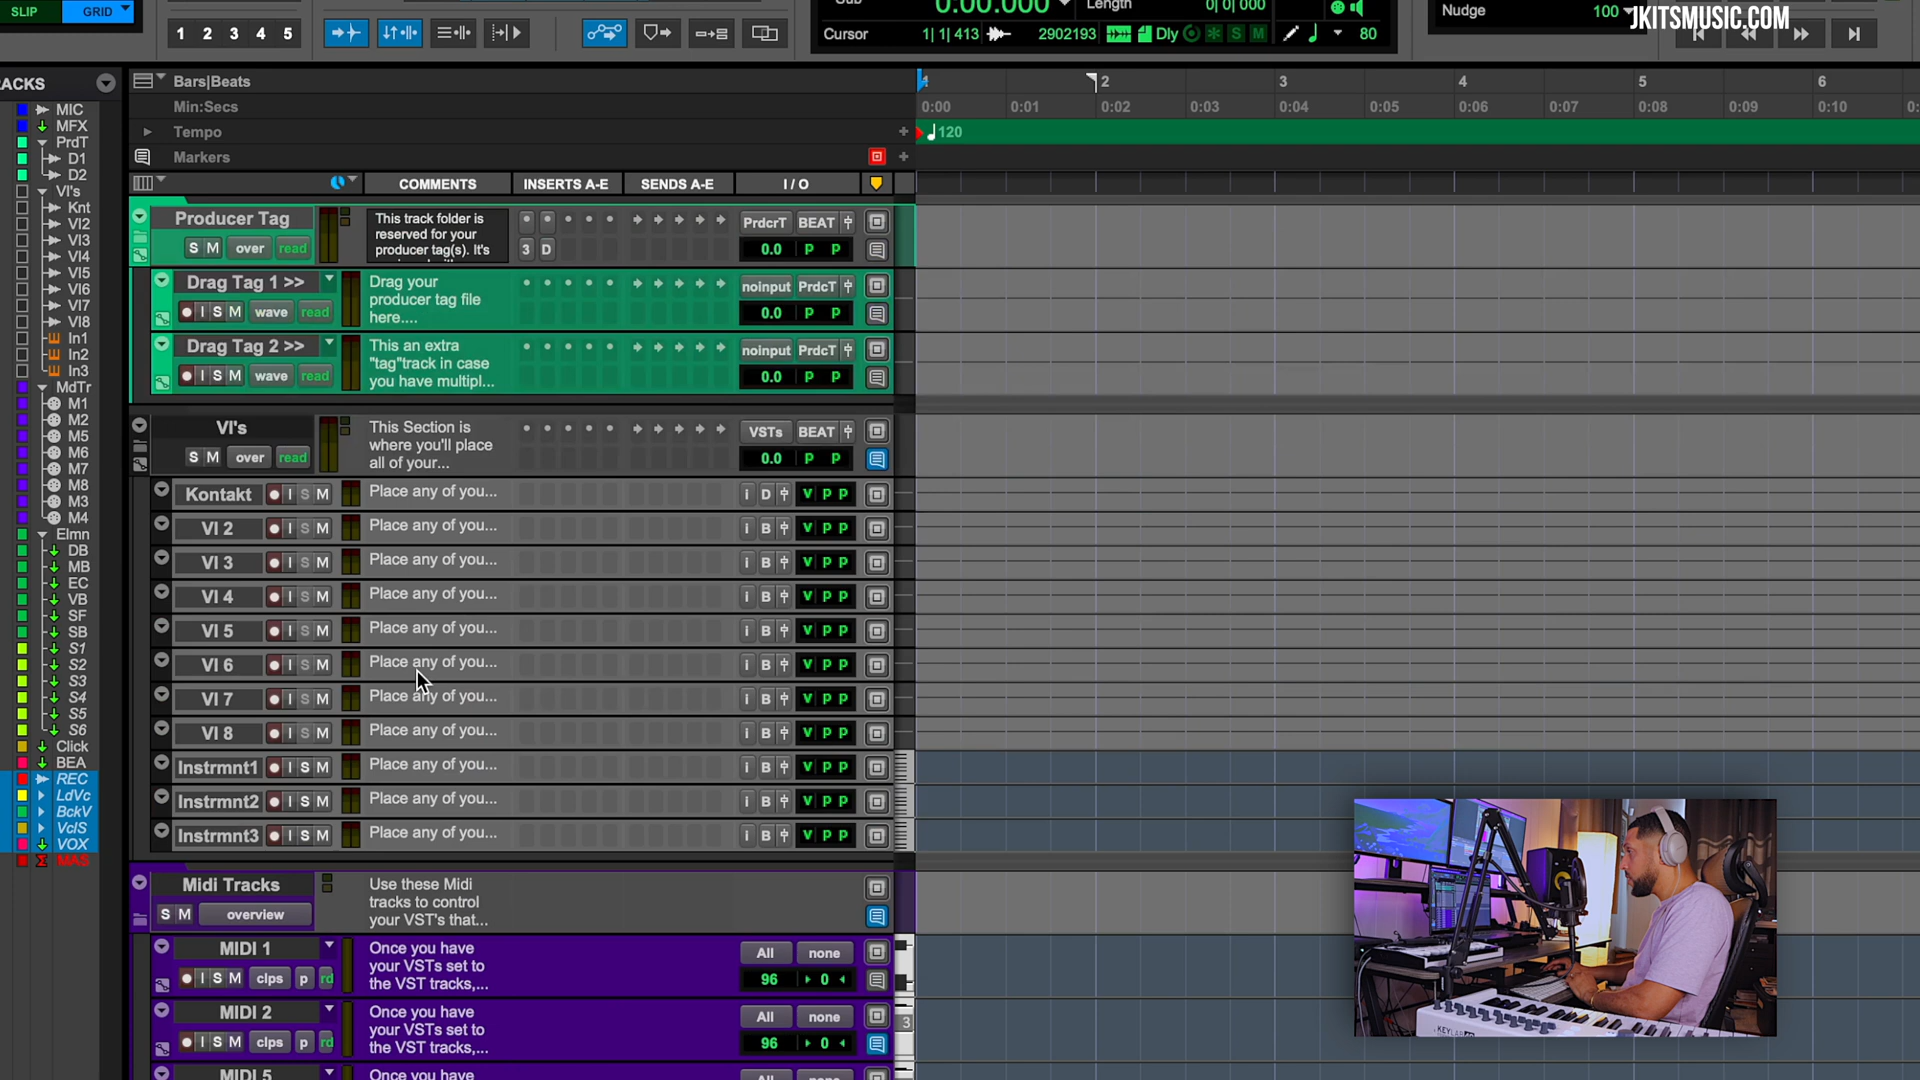 SLIP GRID
1 2 3 4 5
Length 0| 0| 000
Cursor 1| 1| 413 2902193 Dly S M 80
Nudge 100
JKITSMUSIC.COM
MIC
MFX
PrdT
D1
D2
VI's
Knt
VI2
VI3
VI4
VI5
VI6
VI7
VI8
In1
In2
In3
MdTr
M1
M2
M5
M6
M7
M8
M3
M4
Elmn
DB
MB
EC
VB
SF
SB
S1
S2
S3
S4
S5
S6
Click
BEA
REC
LdVc
BckV
VclS
VOX
MAS
Bars|Beats 1 2 3 4 5 6
Min:Secs 0:00 0:01 0:02 0:03 0:04 0:05 0:06 0:07 0:08 0:09 0:10
Tempo 120
Markers
COMMENTS INSERTS A-E SENDS A-E I / O
Producer Tag
S M over read
This track folder is
reserved for your
producer tag(s). It's
3 D
PrdcrT BEAT
0.0 p p
Drag Tag 1 >>
I S M wave read
Drag your
producer tag file
here....
noinput PrdcT
0.0 p p
Drag Tag 2 >>
I S M wave read
This an extra
"tag"track in case
you have multipl...
noinput PrdcT
0.0 p p
VI's
S M over read
This Section is
where you'll place
all of your...
VSTs BEAT
0.0 p p
Kontakt I S M Place any of you... i D v p p
VI 2 I S M Place any of you... i B v p p
VI 3 I S M Place any of you... i B v p p
VI 4 I S M Place any of you... i B v p p
VI 5 I S M Place any of you... i B v p p
VI 6 I S M Place any of you... i B v p p
VI 7 I S M Place any of you... i B v p p
VI 8 I S M Place any of you... i B v p p
Instrmnt1 I S M Place any of you... i B v p p
Instrmnt2 I S M Place any of you... i B v p p
Instrmnt3 I S M Place any of you... i B v p p
Midi Tracks
S M overview
Use these Midi
tracks to control
your VST's that...
MIDI 1
I S M clps p rd
Once you have
your VSTs set to
the VST tracks,...
All none
96 0
MIDI 2
I S M clps p rd
Once you have
your VSTs set to
the VST tracks,...
All none
96 0
3
MIDI 5
Once you have